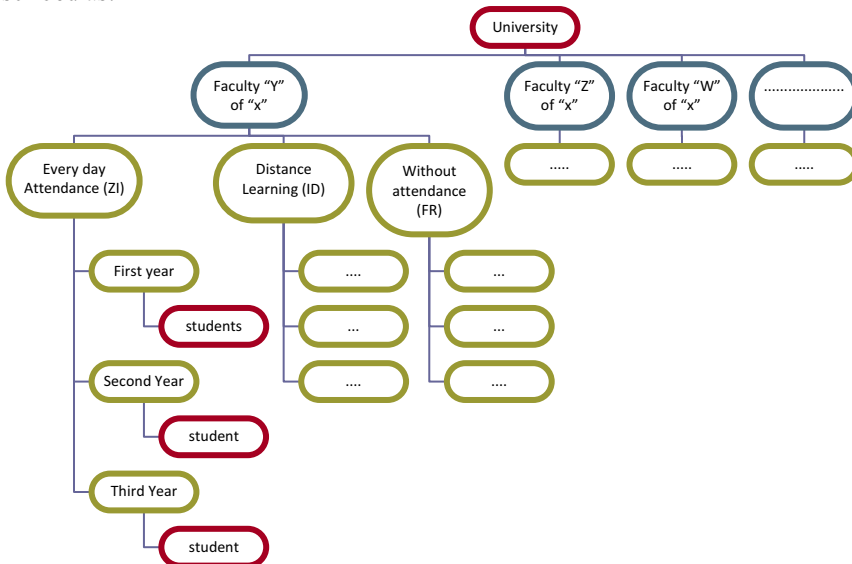 University
Faculty “Y”
of “x”
Faculty “Z”
of “x”
Faculty “W”
of “x”
.....................
Every day
Attendance (ZI)
Distance
Learning (ID)
Without
attendance
(FR)
.....
.....
.....
First year
....
...
students
...
...
Second Year
....
....
student
Third Year
student